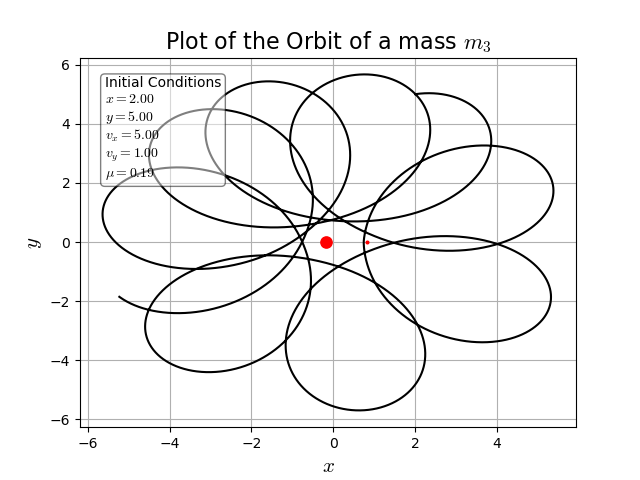 Plot of the Orbit of a mass m₃
Initial Conditions
x = 2.00
y = 5.00
vₓ = 5.00
v_y = 1.00
μ = 0.19
6
4
2
0
−2
−4
−6
y
−6 −4 −2 0 2 4
x